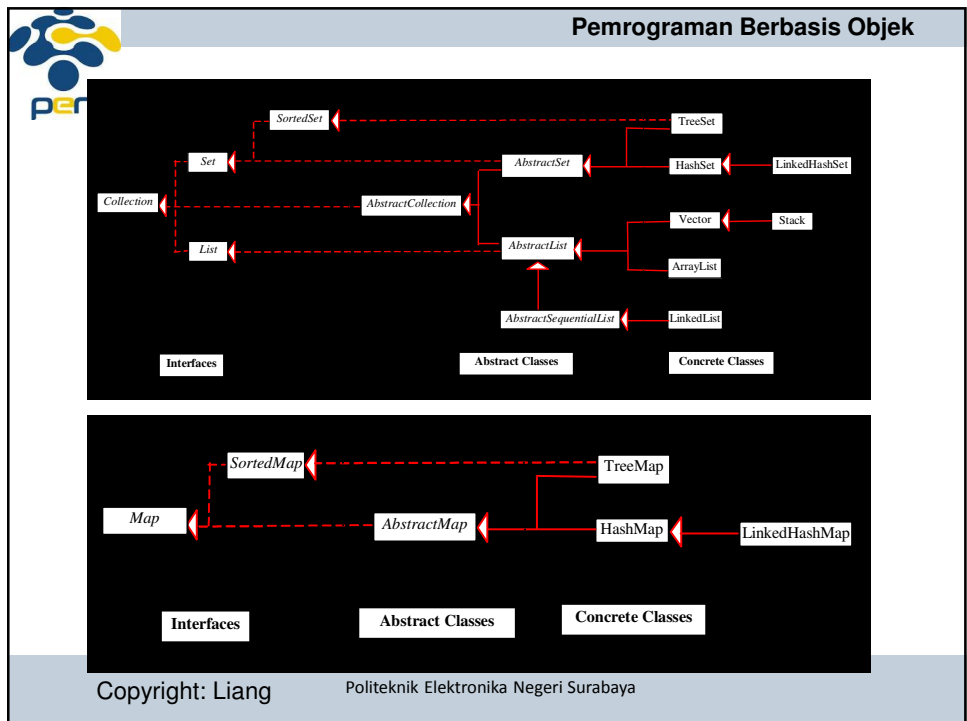 Pemrograman Berbasis Objek
SortedSet
TreeSet
Set
AbstractSet
HashSet
LinkedHashSet
Collection
AbstractCollection
Vector
Stack
List
AbstractList
ArrayList
AbstractSequentialList
LinkedList
Interfaces
Abstract Classes
Concrete Classes
SortedMap
TreeMap
Map
AbstractMap
HashMap
LinkedHashMap
Interfaces
Abstract Classes
Concrete Classes
Copyright: Liang
Politeknik Elektronika Negeri Surabaya